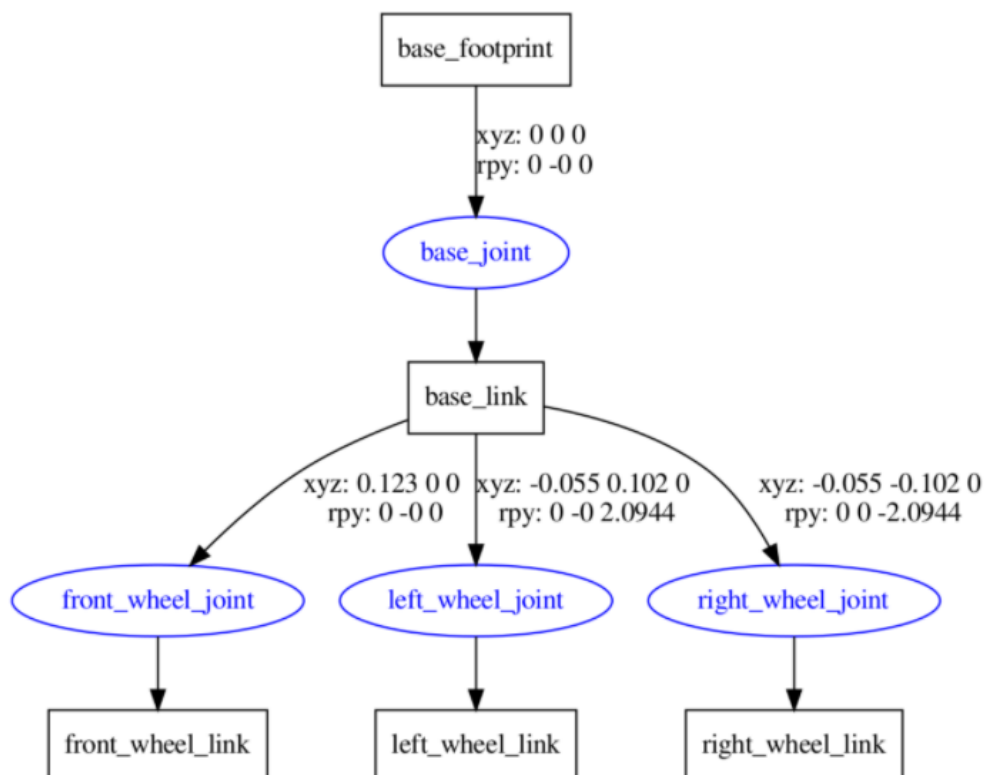 base_footprint
xyz: 0 0 0
rpy: 0 -0 0
base_joint
base_link
xyz: 0.123 0 0
rpy: 0 -0 0
xyz: -0.055 0.102 0
rpy: 0 -0 2.0944
xyz: -0.055 -0.102 0
rpy: 0 0 -2.0944
front_wheel_joint
left_wheel_joint
right_wheel_joint
front_wheel_link
left_wheel_link
right_wheel_link